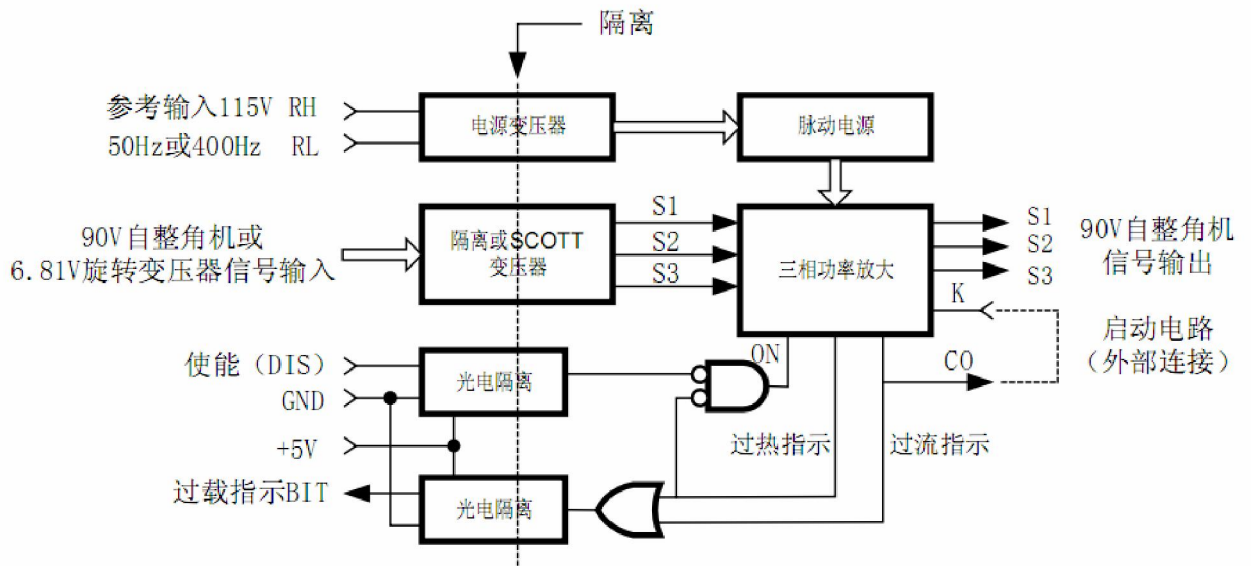 隔离
参考输入115V RH
50Hz或400Hz RL
电源变压器
脉动电源
90V自整角机或
6.81V旋转变压器信号输入
隔离或SCOTT
变压器
S1
S2
S3
三相功率放大
S1
S2
S3
90V自整角机
信号输出
K
启动电路
（外部连接）
CO
使能（DIS）
GND
+5V
过载指示BIT
光电隔离
光电隔离
ON
过热指示
过流指示